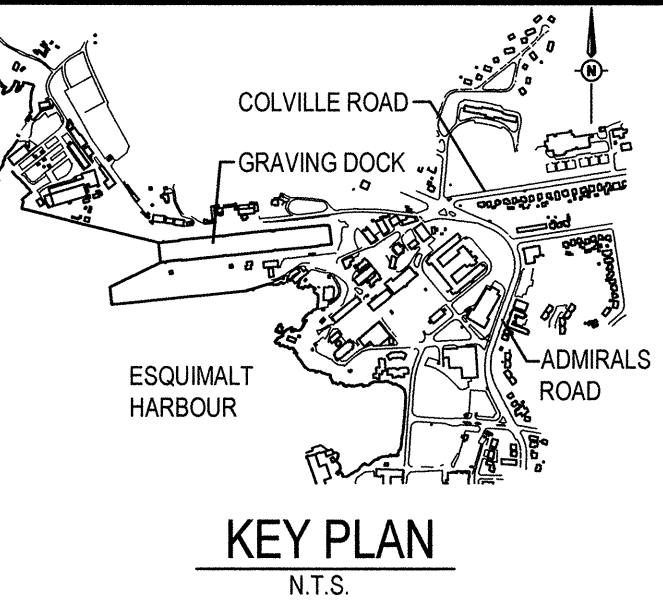 N
COLVILLE ROAD
GRAVING DOCK
ESQUIMALT
HARBOUR
ADMIRALS
ROAD
KEY PLAN
N.T.S.